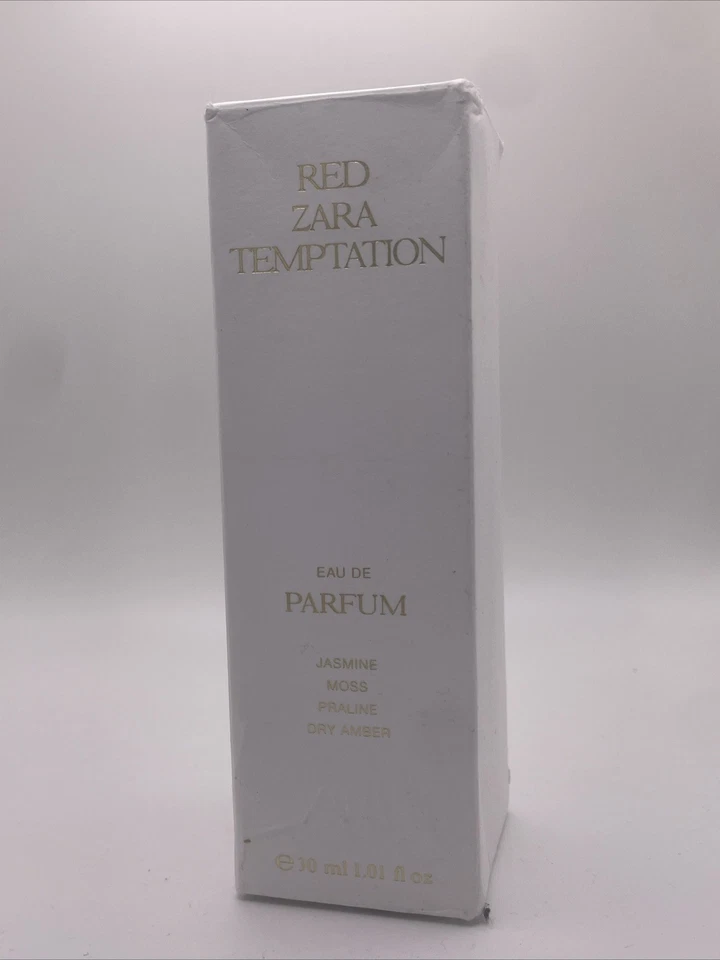 RED
ZARA
TEMPTATION
EAU DE
PARFUM
JASMINE
MOSS
PRALINE
DRY AMBER
℮30 ml 1.01 fl oz